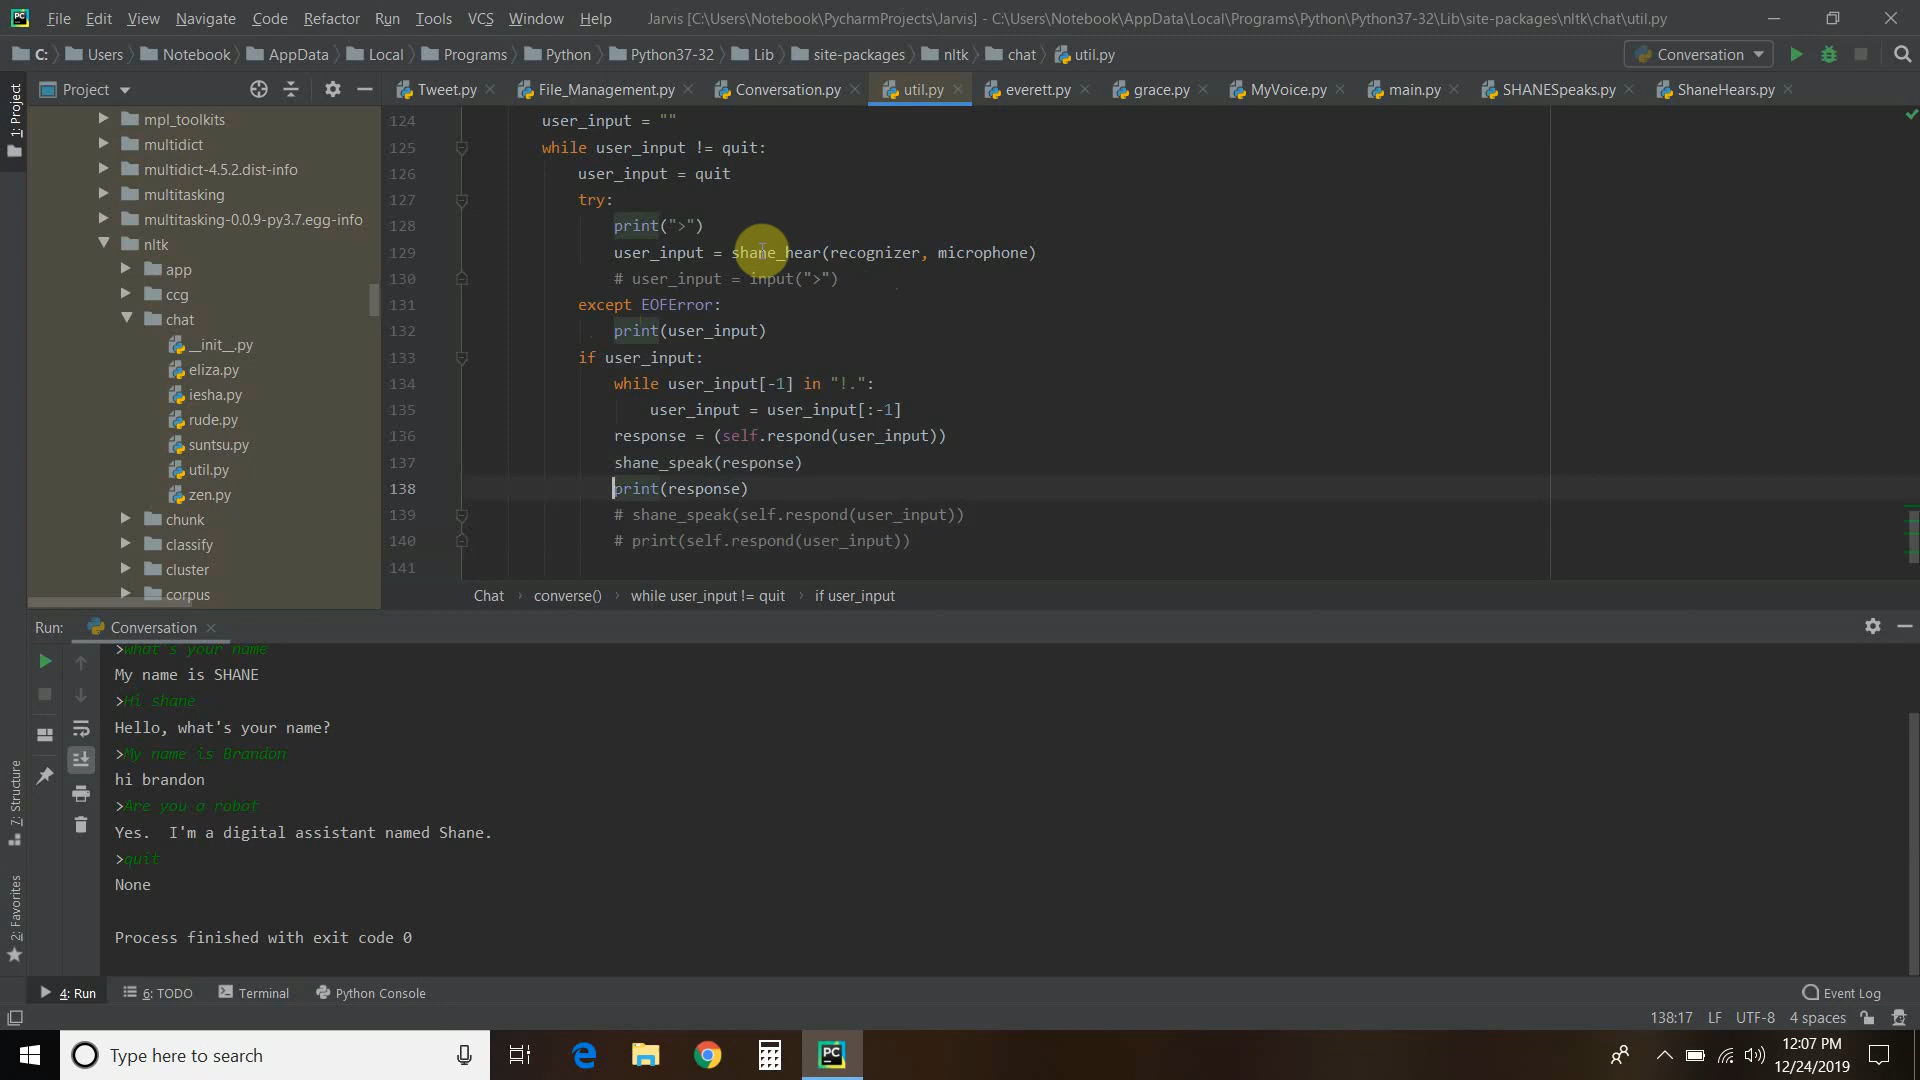 File Edit View Navigate Code Refactor Run Tools VCS Window Help Jarvis [C:\Users\Notebook\PycharmProjects\Jarvis] - C:\Users\Notebook\AppData\Local\Programs\Python\Python37-32\Lib\site-packages\nltk\chat\util.py
C: Users Notebook AppData Local Programs Python Python37-32 Lib site-packages nltk chat util.py Conversation
Project Tweet.py File_Management.py Conversation.py util.py everett.py grace.py MyVoice.py main.py SHANESpeaks.py ShaneHears.py
1: Project
7: Structure
2: Favorites
mpl_toolkits
multidict
multidict-4.5.2.dist-info
multitasking
multitasking-0.0.9-py3.7.egg-info
nltk
app
ccg
chat
__init__.py
eliza.py
iesha.py
rude.py
suntsu.py
util.py
zen.py
chunk
classify
cluster
corpus
124 user_input = ""
125 while user_input != quit:
126 user_input = quit
127 try:
128 print(">")
129 user_input = shane_hear(recognizer, microphone)
130 # user_input = input(">")
131 except EOFError:
132 print(user_input)
133 if user_input:
134 while user_input[-1] in "!.":
135 user_input = user_input[:-1]
136 response = (self.respond(user_input))
137 shane_speak(response)
138 print(response)
139 # shane_speak(self.respond(user_input))
140 # print(self.respond(user_input))
141
Chat › converse() › while user_input != quit › if user_input
Run: Conversation
>what's your name
My name is SHANE
>Hi shane
Hello, what's your name?
>My name is Brandon
hi brandon
>Are you a robot
Yes.  I'm a digital assistant named Shane.
>quit
None
Process finished with exit code 0
4: Run 6: TODO Terminal Python Console Event Log
138:17 LF UTF-8 4 spaces
Type here to search
PC
12:07 PM
12/24/2019